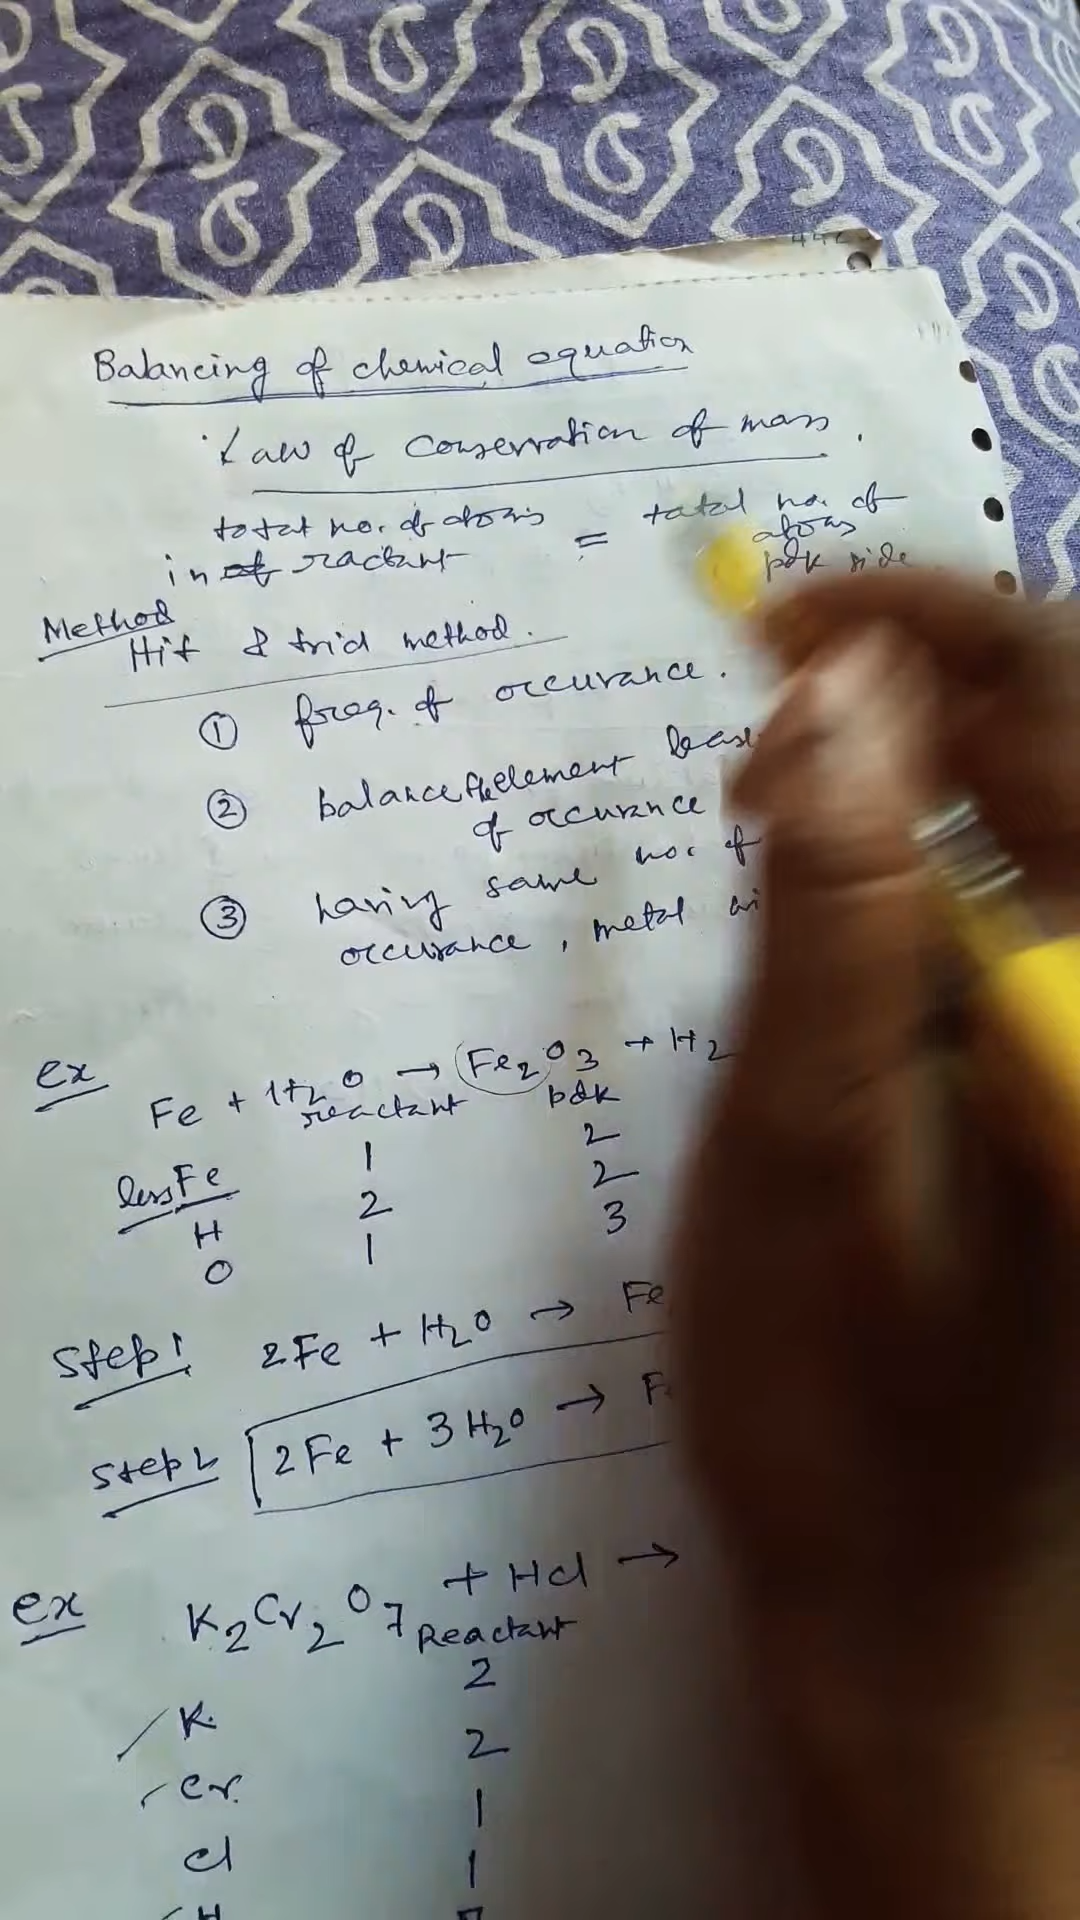 Balancing of chemical equation
Law of Conservation of mass.
total no. of atoms = total no. of
in of reactant atoms
pdk side
Method
Hit & trial method.
① freq. of occurance.
② balance the element
of occurance
③ having same no. of
occurance, metal
ex Fe + H2O → Fe2O3 + H2
reactant pdk
less Fe 1 2
H 2 2
O 1 3
Step 1 2Fe + H2O → Fe
Step 2 2Fe + 3H2O →
ex K2Cr2O7 + Hcl →
Reactant
K. 2
Cr. 2
cl 1
H 1